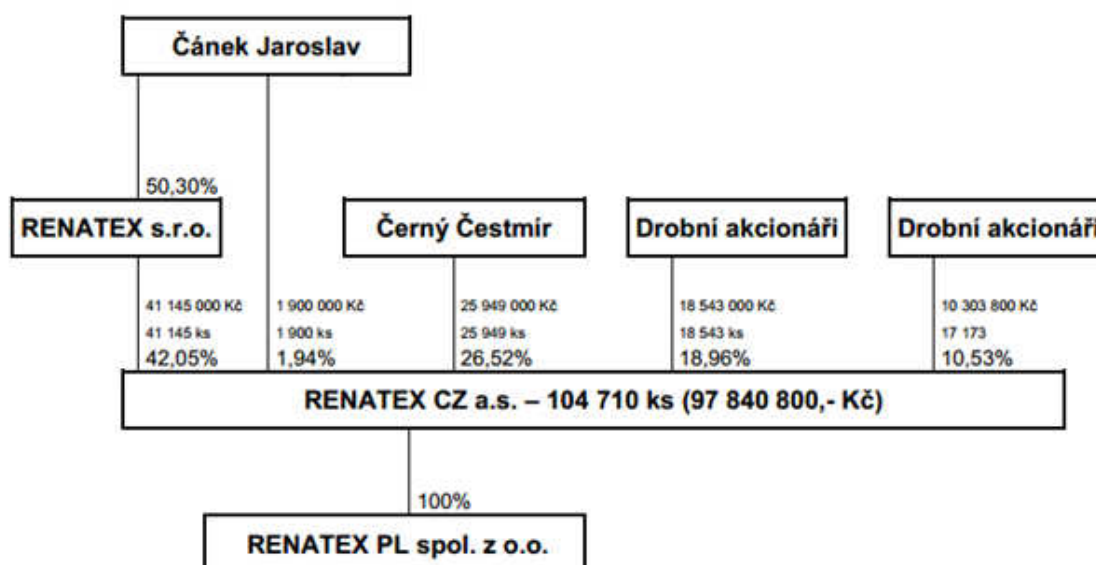 Čánek Jaroslav
50,30%
RENATEX s.r.o.
Černý Čestmír
Drobní akcionáři
Drobní akcionáři
41 145 000 Kč
1 900 000 Kč
25 949 000 Kč
18 543 000 Kč
10 303 800 Kč
41 145 ks
1 900 ks
25 949 ks
18 543 ks
17 173
42,05%
1,94%
26,52%
18,96%
10,53%
RENATEX CZ a.s. – 104 710 ks (97 840 800,- Kč)
100%
RENATEX PL spol. z o.o.